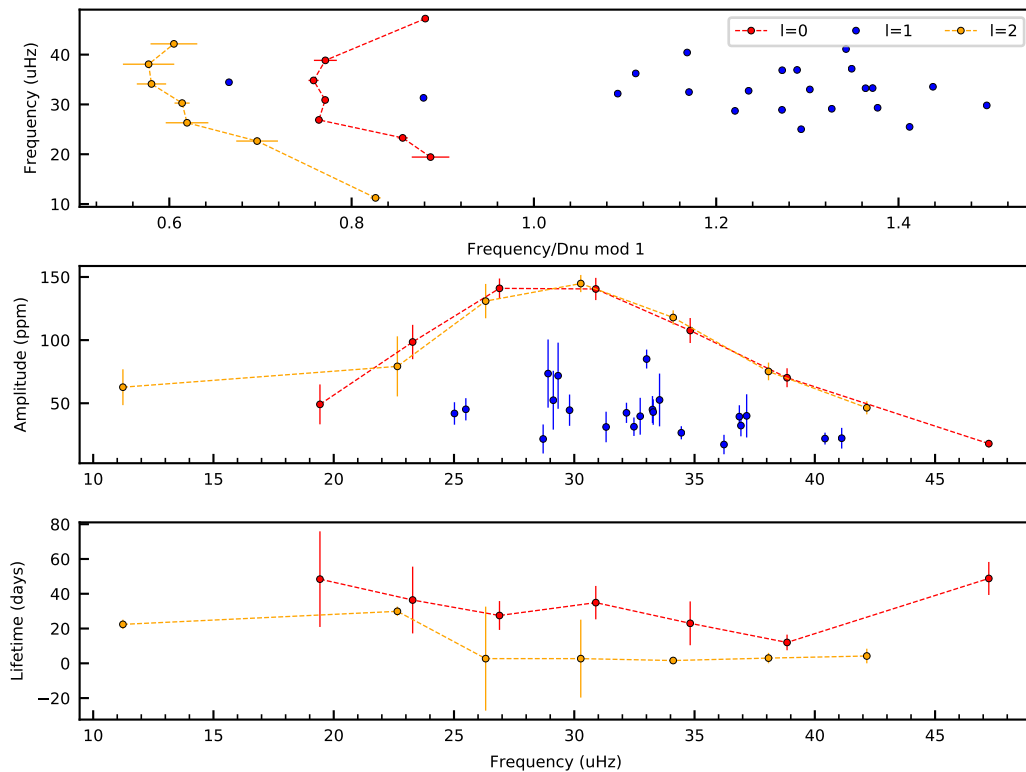 l=0 l=1 l=2
40
30
20
10
Frequency (uHz)
0.6 0.8 1.0 1.2 1.4
Frequency/Dnu mod 1
150
100
50
Amplitude (ppm)
10 15 20 25 30 35 40 45
80
60
40
20
0
−20
Lifetime (days)
10 15 20 25 30 35 40 45
Frequency (uHz)